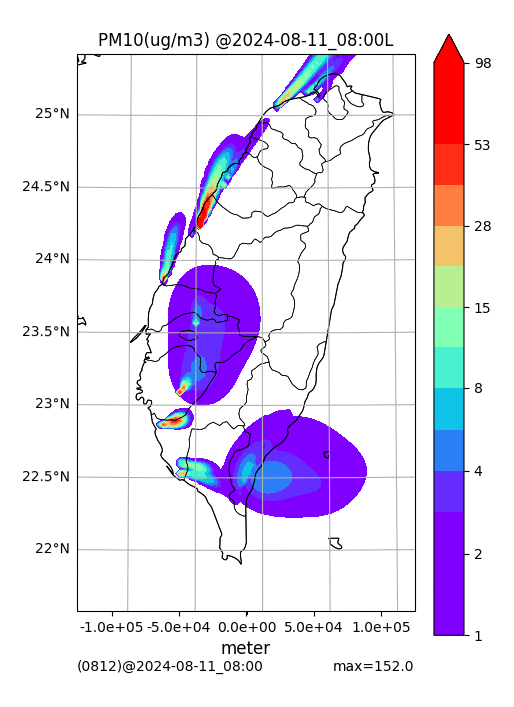 PM10(ug/m3) @2024-08-11_08:00L
98
53
28
15
8
4
2
1
25°N
24.5°N
24°N
23.5°N
23°N
22.5°N
22°N
-1.0e+05 -5.0e+04 0.0e+00 5.0e+04 1.0e+05
meter
(0812)@2024-08-11_08:00 max=152.0